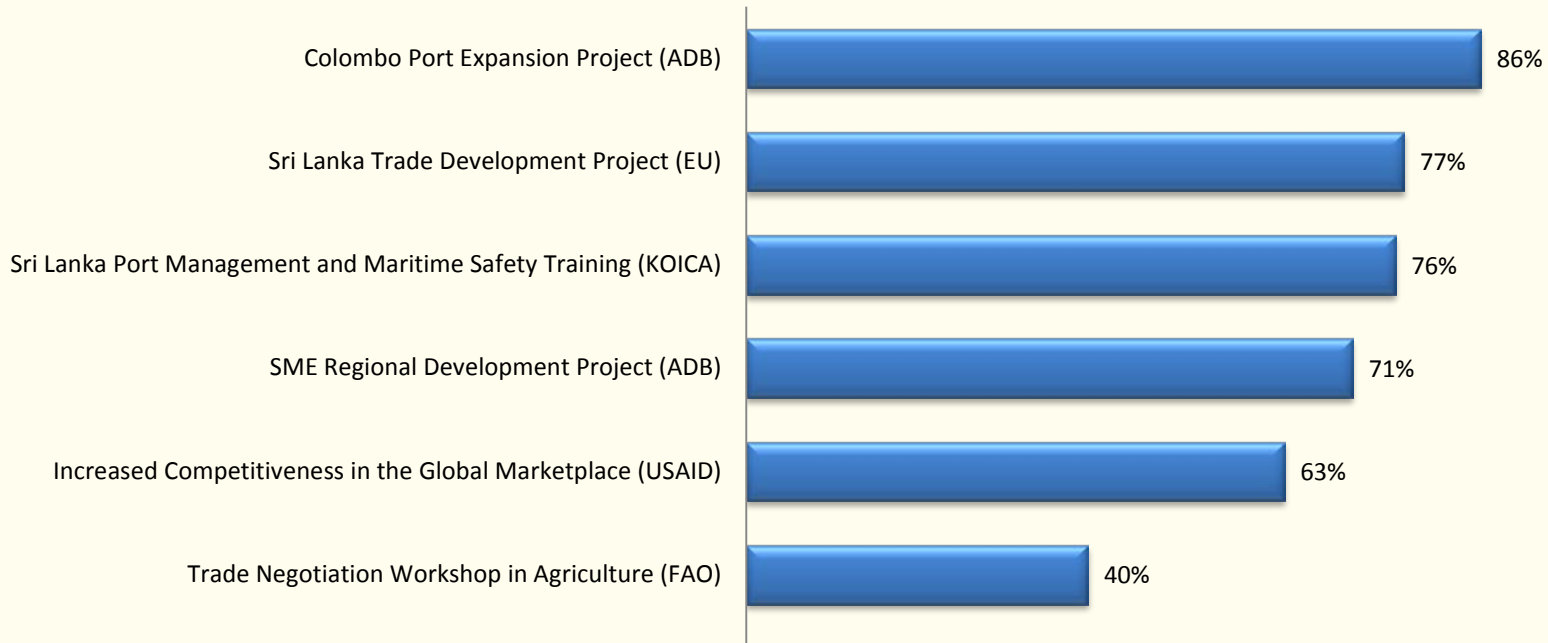 Colombo Port Expansion Project (ADB)
86%
Sri Lanka Trade Development Project (EU)
77%
Sri Lanka Port Management and Maritime Safety Training (KOICA)
76%
SME Regional Development Project (ADB)
71%
Increased Competitiveness in the Global Marketplace (USAID)
63%
Trade Negotiation Workshop in Agriculture (FAO)
40%